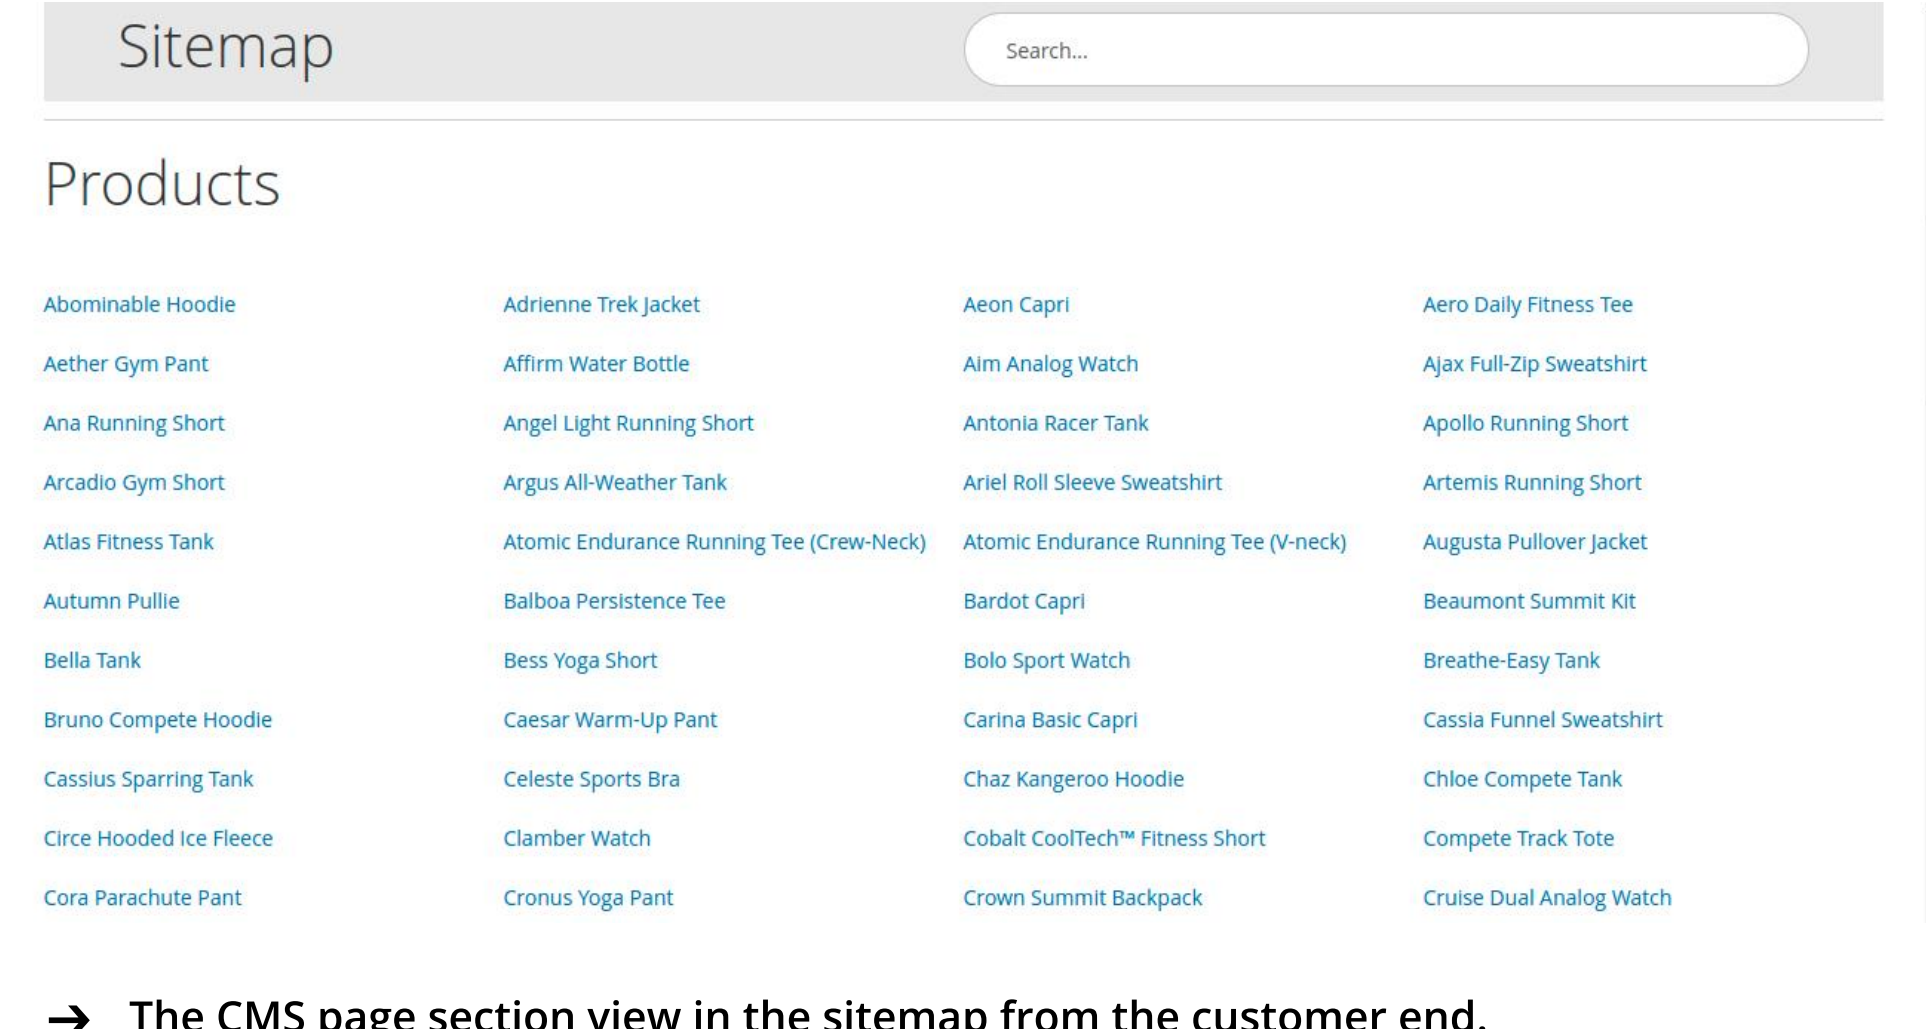 Sitemap
Search...
Products
Abominable Hoodie Adrienne Trek Jacket Aeon Capri Aero Daily Fitness Tee
Aether Gym Pant Affirm Water Bottle Aim Analog Watch Ajax Full-Zip Sweatshirt
Ana Running Short Angel Light Running Short Antonia Racer Tank Apollo Running Short
Arcadio Gym Short Argus All-Weather Tank Ariel Roll Sleeve Sweatshirt Artemis Running Short
Atlas Fitness Tank Atomic Endurance Running Tee (Crew-Neck) Atomic Endurance Running Tee (V-neck) Augusta Pullover Jacket
Autumn Pullie Balboa Persistence Tee Bardot Capri Beaumont Summit Kit
Bella Tank Bess Yoga Short Bolo Sport Watch Breathe-Easy Tank
Bruno Compete Hoodie Caesar Warm-Up Pant Carina Basic Capri Cassia Funnel Sweatshirt
Cassius Sparring Tank Celeste Sports Bra Chaz Kangeroo Hoodie Chloe Compete Tank
Circe Hooded Ice Fleece Clamber Watch Cobalt CoolTech™ Fitness Short Compete Track Tote
Cora Parachute Pant Cronus Yoga Pant Crown Summit Backpack Cruise Dual Analog Watch
➔ The CMS page section view in the sitemap from the customer end.